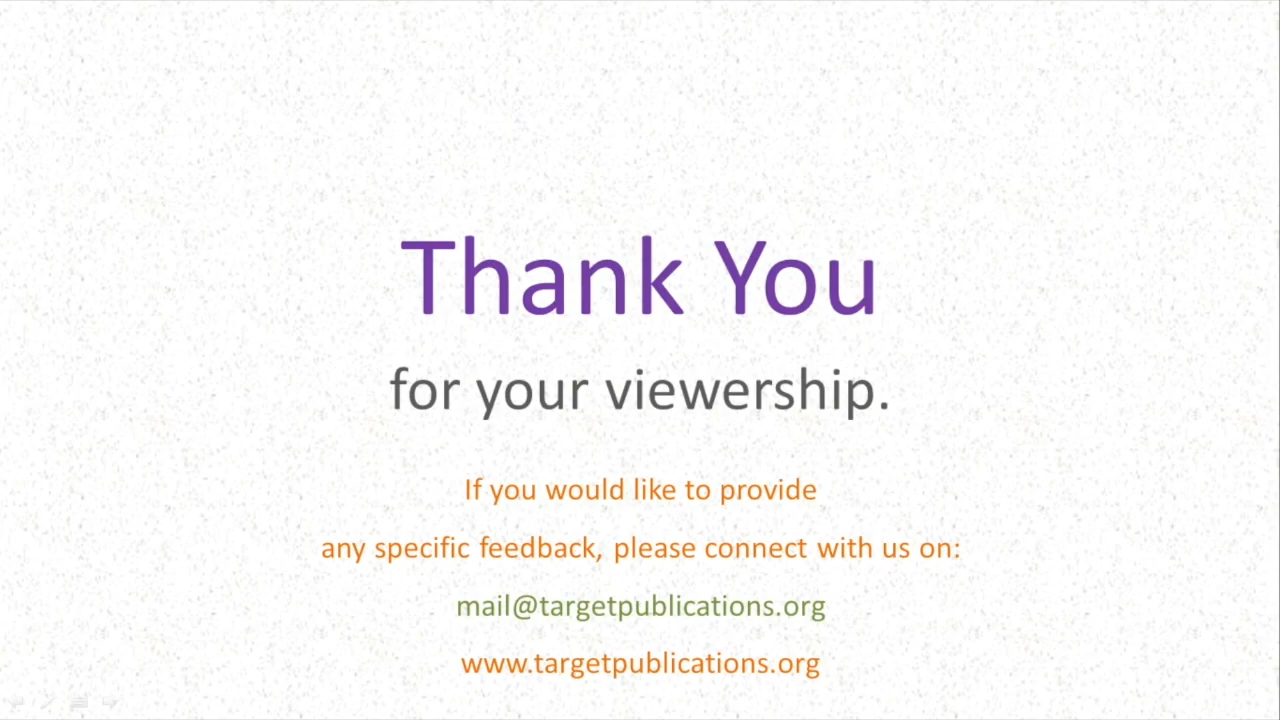 Thank You
for your viewership.
If you would like to provide
any specific feedback, please connect with us on:
mail@targetpublications.org
www.targetpublications.org